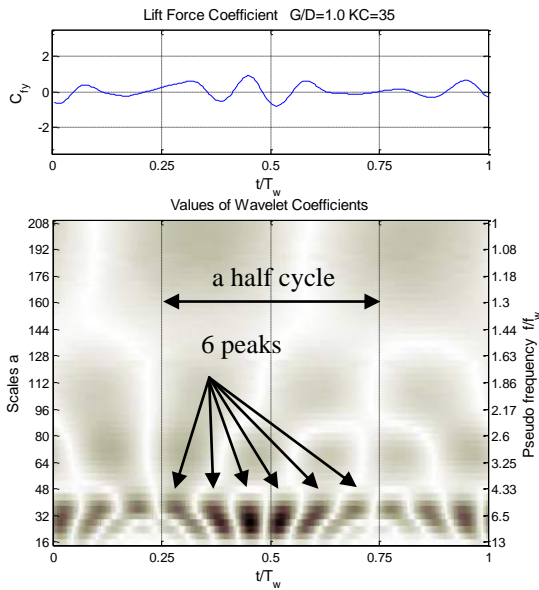 Lift Force Coefficient G/D=1.0 KC=35
2
0
-2
C_fy
0 0.25 0.5 0.75 1
t/T_w
Values of Wavelet Coefficients
208 1
192 1.08
176 1.18
160 1.3
144 1.44
128 1.63
112 1.86
96 2.17
80 2.6
64 3.25
48 4.33
32 6.5
16 13
Scales a
Pseudo frequency f/f_w
a half cycle
6 peaks
0 0.25 0.5 0.75 1
t/T_w